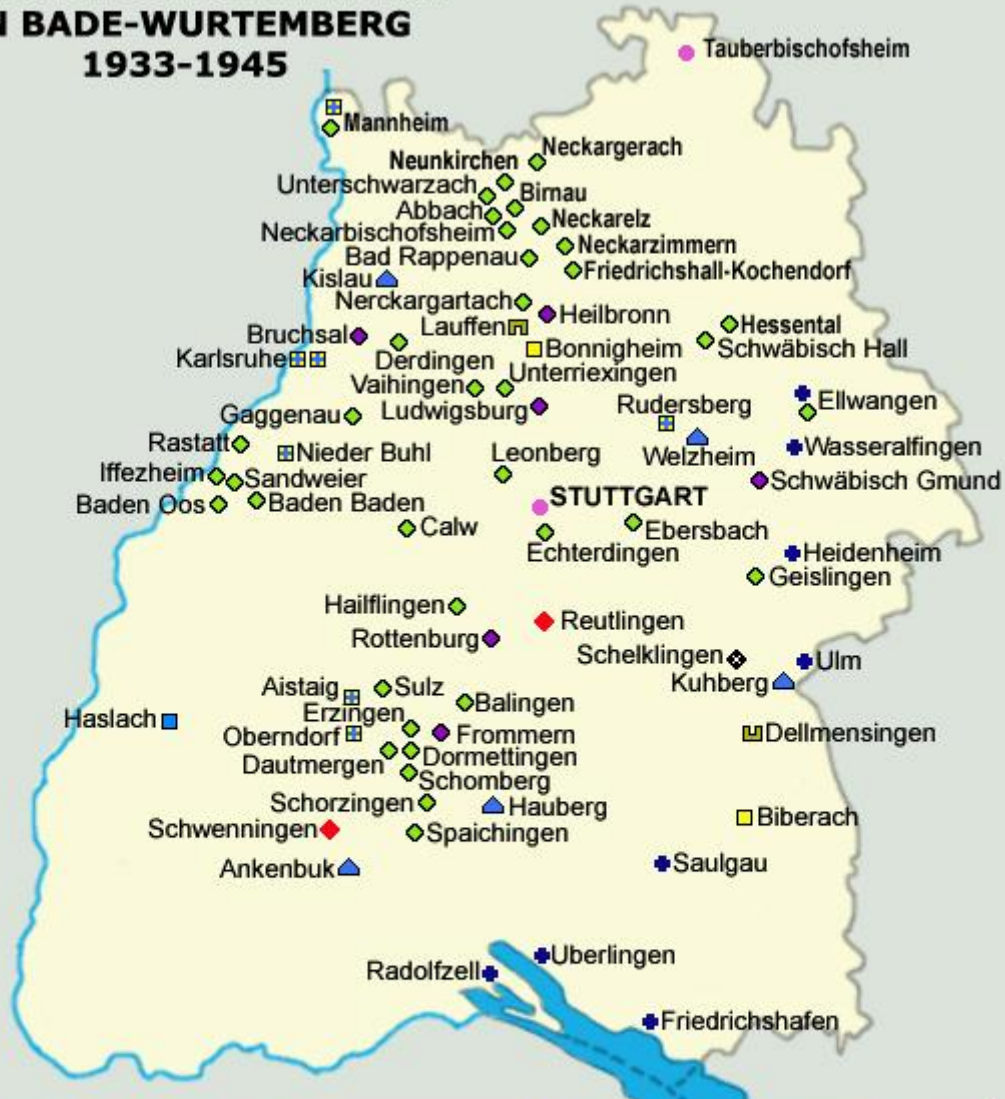 N BADE-WURTEMBERG
1933-1945
Tauberbischofsheim
Mannheim
Neckargerach
Neunkirchen
Unterschwarzach
Birnau
Abbach
Neckarelz
Neckarbischofsheim
Neckarzimmern
Bad Rappenau
Friedrichshall-Kochendorf
Kislau
Nerckargartach
Heilbronn
Lauffen
Hessental
Bruchsal
Bonnigheim
Schwäbisch Hall
Karlsruhe
Derdingen
Unterriexingen
Vaihingen
Ludwigsburg
Rudersberg
Ellwangen
Gaggenau
Rastatt
Nieder Buhl
Leonberg
Welzheim
Wasseralfingen
Iffezheim
Sandweier
Schwäbisch Gmund
Baden Oos
Baden Baden
STUTTGART
Calw
Ebersbach
Echterdingen
Heidenheim
Geislingen
Hailflingen
Reutlingen
Rottenburg
Schelklingen
Ulm
Kuhberg
Aistaig
Sulz
Balingen
Erzingen
Haslach
Oberndorf
Frommern
Dellmensingen
Dautmergen
Dormettingen
Schomberg
Schorzingen
Hauberg
Biberach
Schwenningen
Spaichingen
Ankenbuk
Saulgau
Uberlingen
Radolfzell
Friedrichshafen